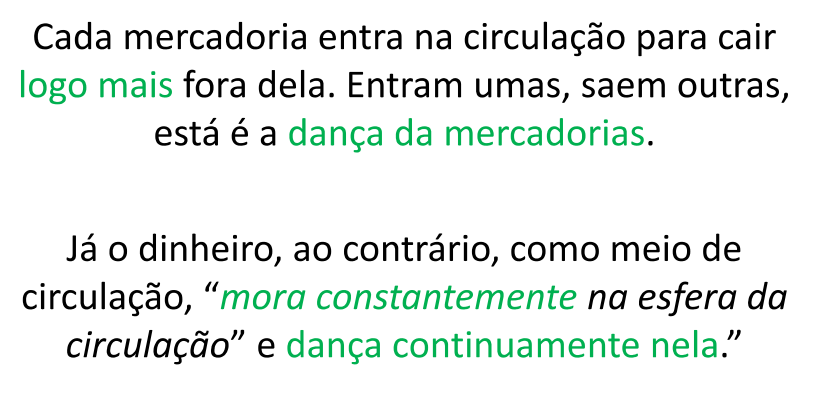 Cada mercadoria entra na circulação para cair
logo mais fora dela. Entram umas, saem outras,
está é a dança da mercadorias.
Já o dinheiro, ao contrário, como meio de
circulação, “mora constantemente na esfera da
circulação” e dança continuamente nela.”